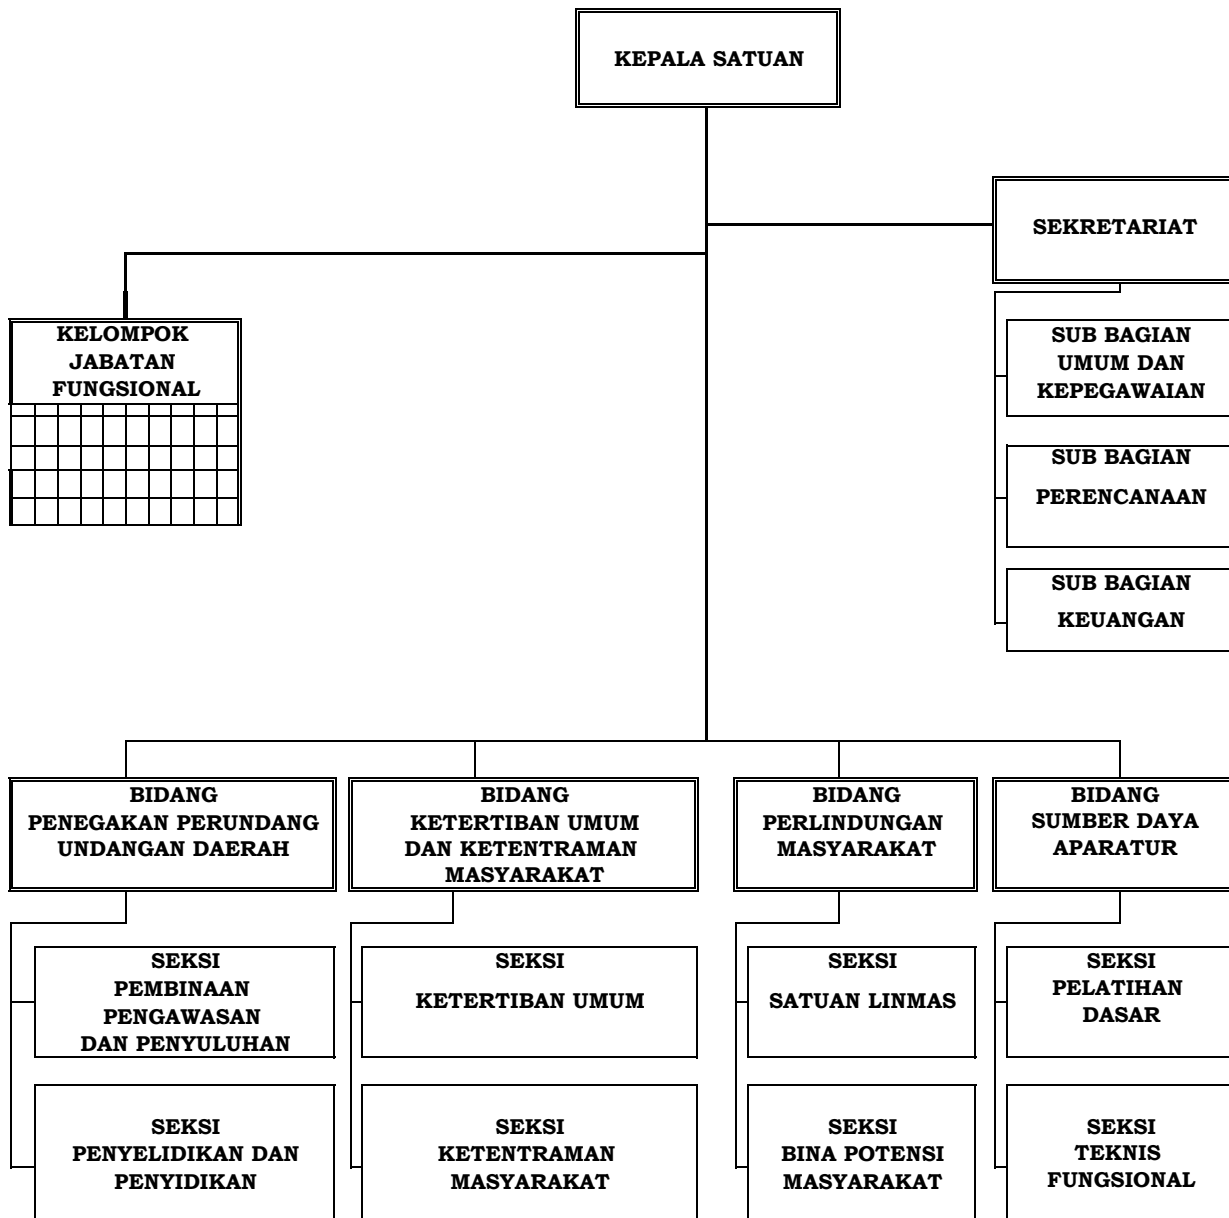 KEPALA SATUAN
SEKRETARIAT
KELOMPOK
JABATAN
FUNGSIONAL
SUB BAGIAN
UMUM DAN
KEPEGAWAIAN
SUB BAGIAN
PERENCANAAN
SUB BAGIAN
KEUANGAN
BIDANG
PENEGAKAN PERUNDANG
UNDANGAN DAERAH
BIDANG
KETERTIBAN UMUM
DAN KETENTRAMAN
MASYARAKAT
BIDANG
PERLINDUNGAN
MASYARAKAT
BIDANG
SUMBER DAYA
APARATUR
SEKSI
PEMBINAAN
PENGAWASAN
DAN PENYULUHAN
SEKSI
KETERTIBAN UMUM
SEKSI
SATUAN LINMAS
SEKSI
PELATIHAN
DASAR
SEKSI
PENYELIDIKAN DAN
PENYIDIKAN
SEKSI
KETENTRAMAN
MASYARAKAT
SEKSI
BINA POTENSI
MASYARAKAT
SEKSI
TEKNIS
FUNGSIONAL